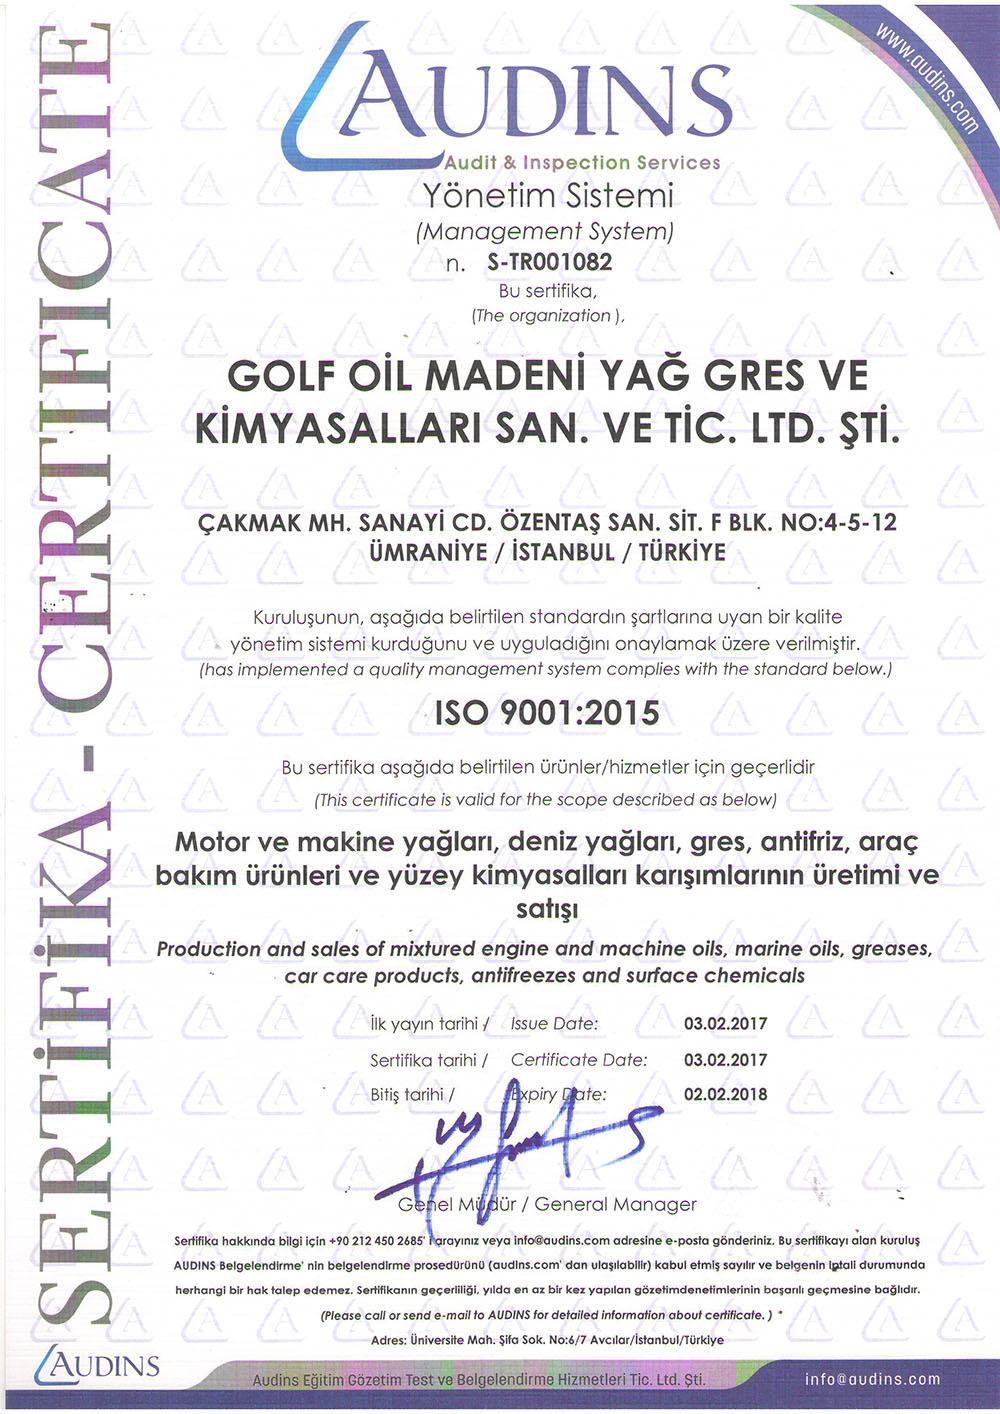 SERTİFİKA - CERTIFICATE
www.audins.com
AUDINS
Audit & Inspection Services
Yönetim Sistemi
(Management System)
n. S-TR001082
Bu sertifika,
(The organization ),
GOLF OİL MADENİ YAĞ GRES VE
KİMYASALLARI SAN. VE TİC. LTD. ŞTİ.
ÇAKMAK MH. SANAYİ CD. ÖZENTAŞ SAN. SİT. F BLK. NO:4-5-12
ÜMRANİYE / İSTANBUL / TÜRKİYE
Kuruluşunun, aşağıda belirtilen standardın şartlarına uyan bir kalite
yönetim sistemi kurduğunu ve uyguladığını onaylamak üzere verilmiştir.
(has implemented a quality management system complies with the standard below.)
ISO 9001:2015
Bu sertifika aşağıda belirtilen ürünler/hizmetler için geçerlidir
(This certificate is valid for the scope described as below)
Motor ve makine yağları, deniz yağları, gres, antifriz, araç
bakım ürünleri ve yüzey kimyasalları karışımlarının üretimi ve
satışı
Production and sales of mixtured engine and machine oils, marine oils, greases,
car care products, antifreezes and surface chemicals
İlk yayın tarihi / Issue Date: 03.02.2017
Sertifika tarihi / Certificate Date: 03.02.2017
Bitiş tarihi / Expiry Date: 02.02.2018
Genel Müdür / General Manager
Sertifika hakkında bilgi için +90 212 450 2685' i arayınız veya info@audins.com adresine e-posta gönderiniz. Bu sertifikayı alan kuruluş
AUDINS Belgelendirme' nin belgelendirme prosedürünü (audins.com' dan ulaşılabilir) kabul etmiş sayılır ve belgenin iptali durumunda
herhangi bir hak talep edemez. Sertifikanın geçerliliği, yılda en az bir kez yapılan gözetimdenetimlerinin başarılı geçmesine bağlıdır.
(Please call or send e-mail to AUDINS for detailed information about certificate. ) "
Adres: Üniversite Mah. Şifa Sok. No:6/7 Avcılar/İstanbul/Türkiye
AUDINS
Audins Eğitim Gözetim Test ve Belgelendirme Hizmetleri Tic. Ltd. Şti.
info@audins.com